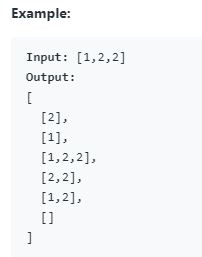 Example:
Input: [1,2,2]
Output:
[
  [2],
  [1],
  [1,2,2],
  [2,2],
  [1,2],
  []
]